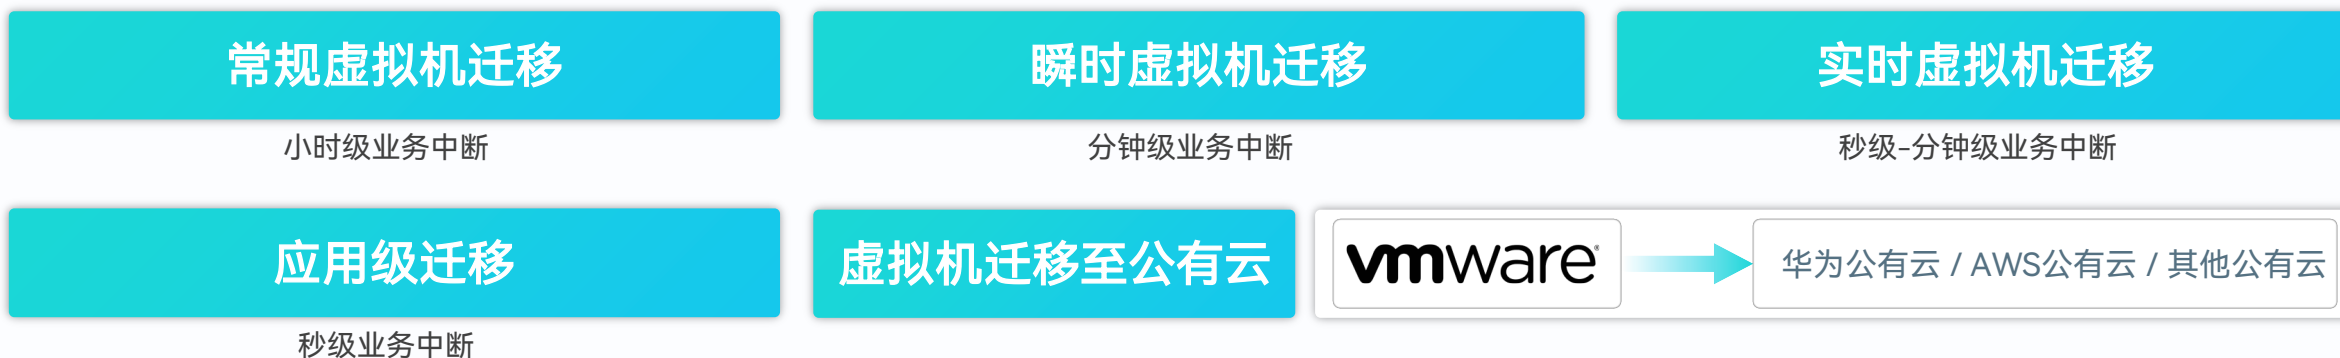 常规虚拟机迁移
瞬时虚拟机迁移
实时虚拟机迁移
小时级业务中断
分钟级业务中断
秒级-分钟级业务中断
应用级迁移
虚拟机迁移至公有云
vmware®
华为公有云 / AWS公有云 / 其他公有云
秒级业务中断